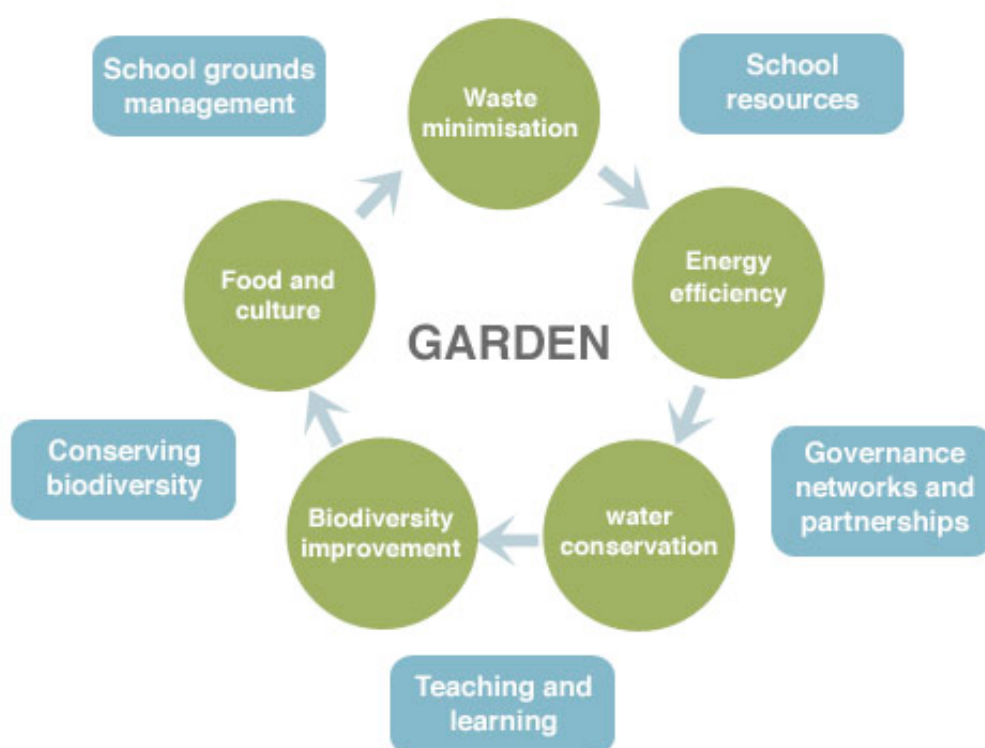 School grounds
management
Waste
minimisation
School
resources
Food and
culture
Energy
efficiency
GARDEN
Conserving
biodiversity
Governance
networks and
partnerships
Biodiversity
improvement
water
conservation
Teaching and
learning